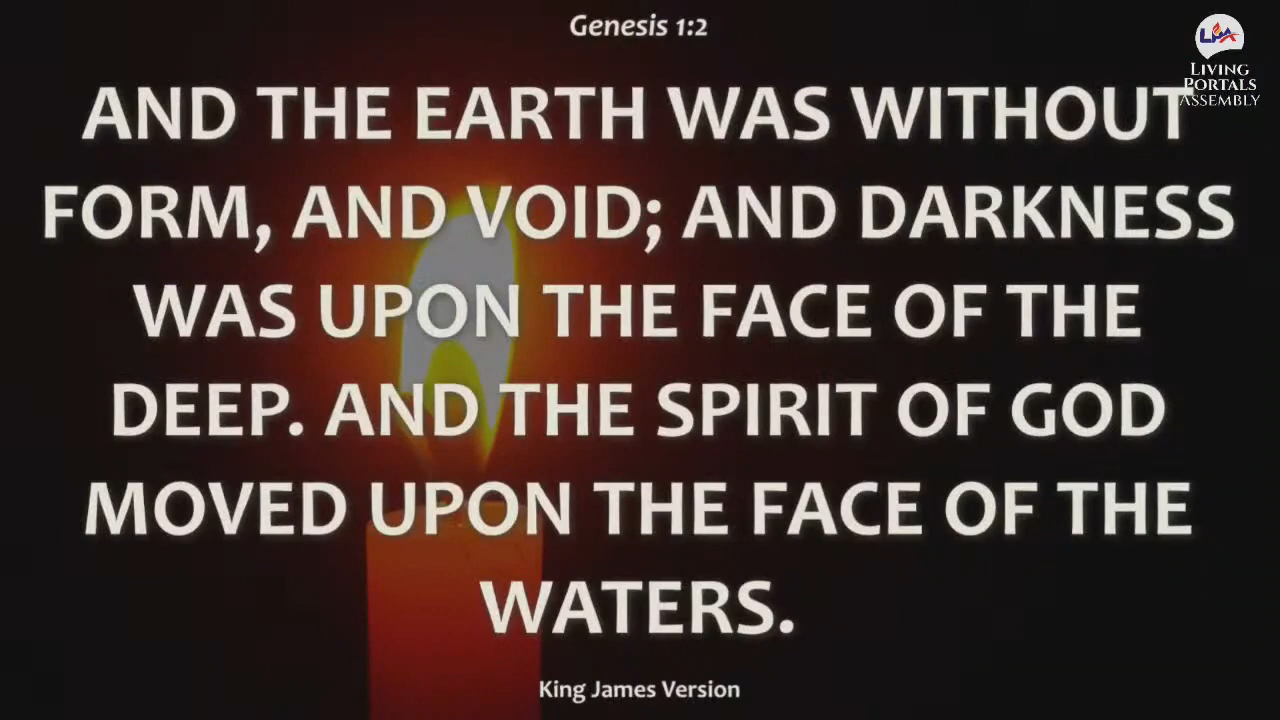 Genesis 1:2
LPA
LIVING
PORTALS
ASSEMBLY
AND THE EARTH WAS WITHOUT
FORM, AND VOID; AND DARKNESS
WAS UPON THE FACE OF THE
DEEP. AND THE SPIRIT OF GOD
MOVED UPON THE FACE OF THE
WATERS.
King James Version